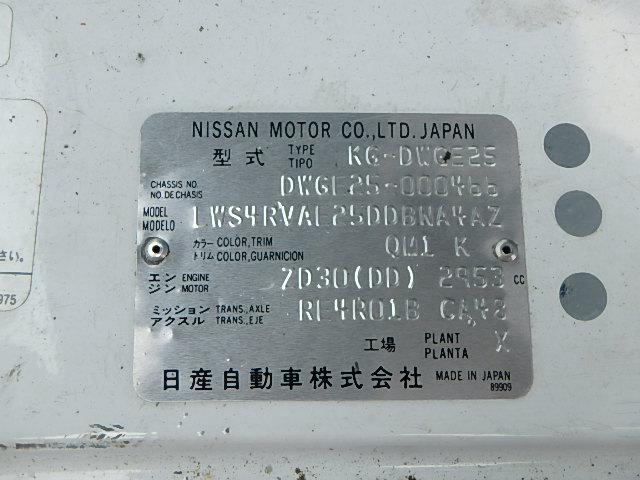 NISSAN MOTOR CO.,LTD. JAPAN
型式 TYPE TIPO KG-DWGE25
CHASSIS NO. NO.DE CHASIS DWGE25-000466
MODEL MODELO LWS4RVAE25DDBNA4AZ
カラー COLOR,TRIM トリム COLOR,GUARNICION QM1 K
エンジン ENGINE MOTOR ZD30(DD) 2953 cc
ミッション TRANS.,AXLE アクスル TRANS.,EJE RE4R01B CA48
工場 PLANT PLANTA X
日産自動車株式会社 MADE IN JAPAN
89909
さい。
975